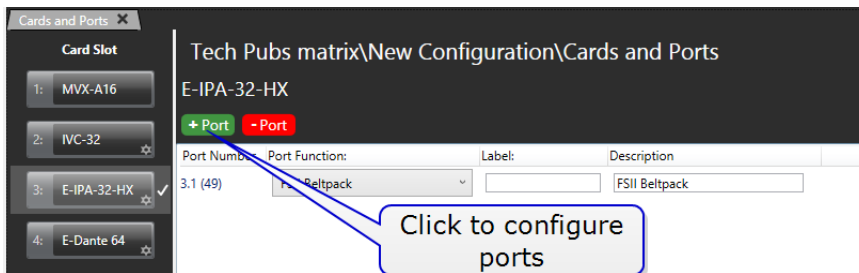 Cards and Ports
Card Slot
Tech Pubs matrix\New Configuration\Cards and Ports
1: MVX-A16
E-IPA-32-HX
+ Port - Port
2: IVC-32
Port Number Port Function: Label: Description
3: E-IPA-32-HX
3.1 (49) FSII Beltpack FSII Beltpack
Click to configure
ports
4: E-Dante 64